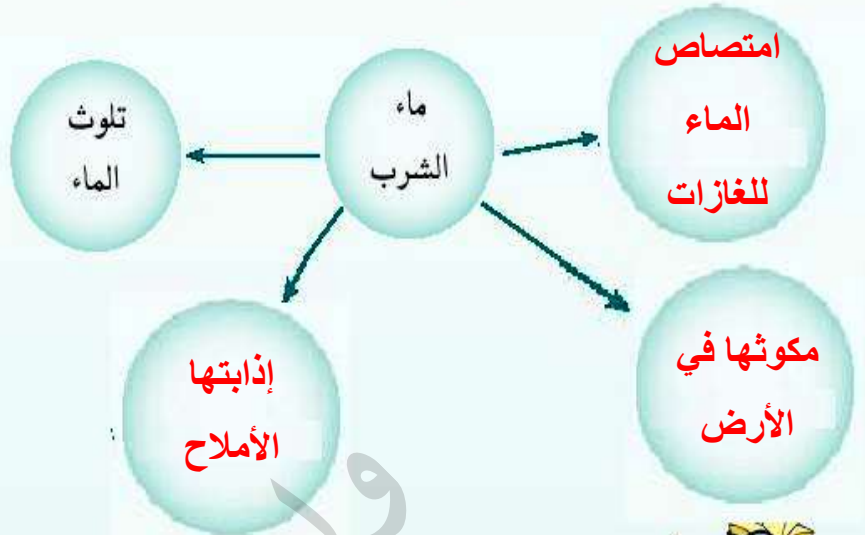 امتصاص
الماء
للغازات
ماء
الشرب
تلوث
الماء
مكوثها في
الأرض
إذابتها
الأملاح